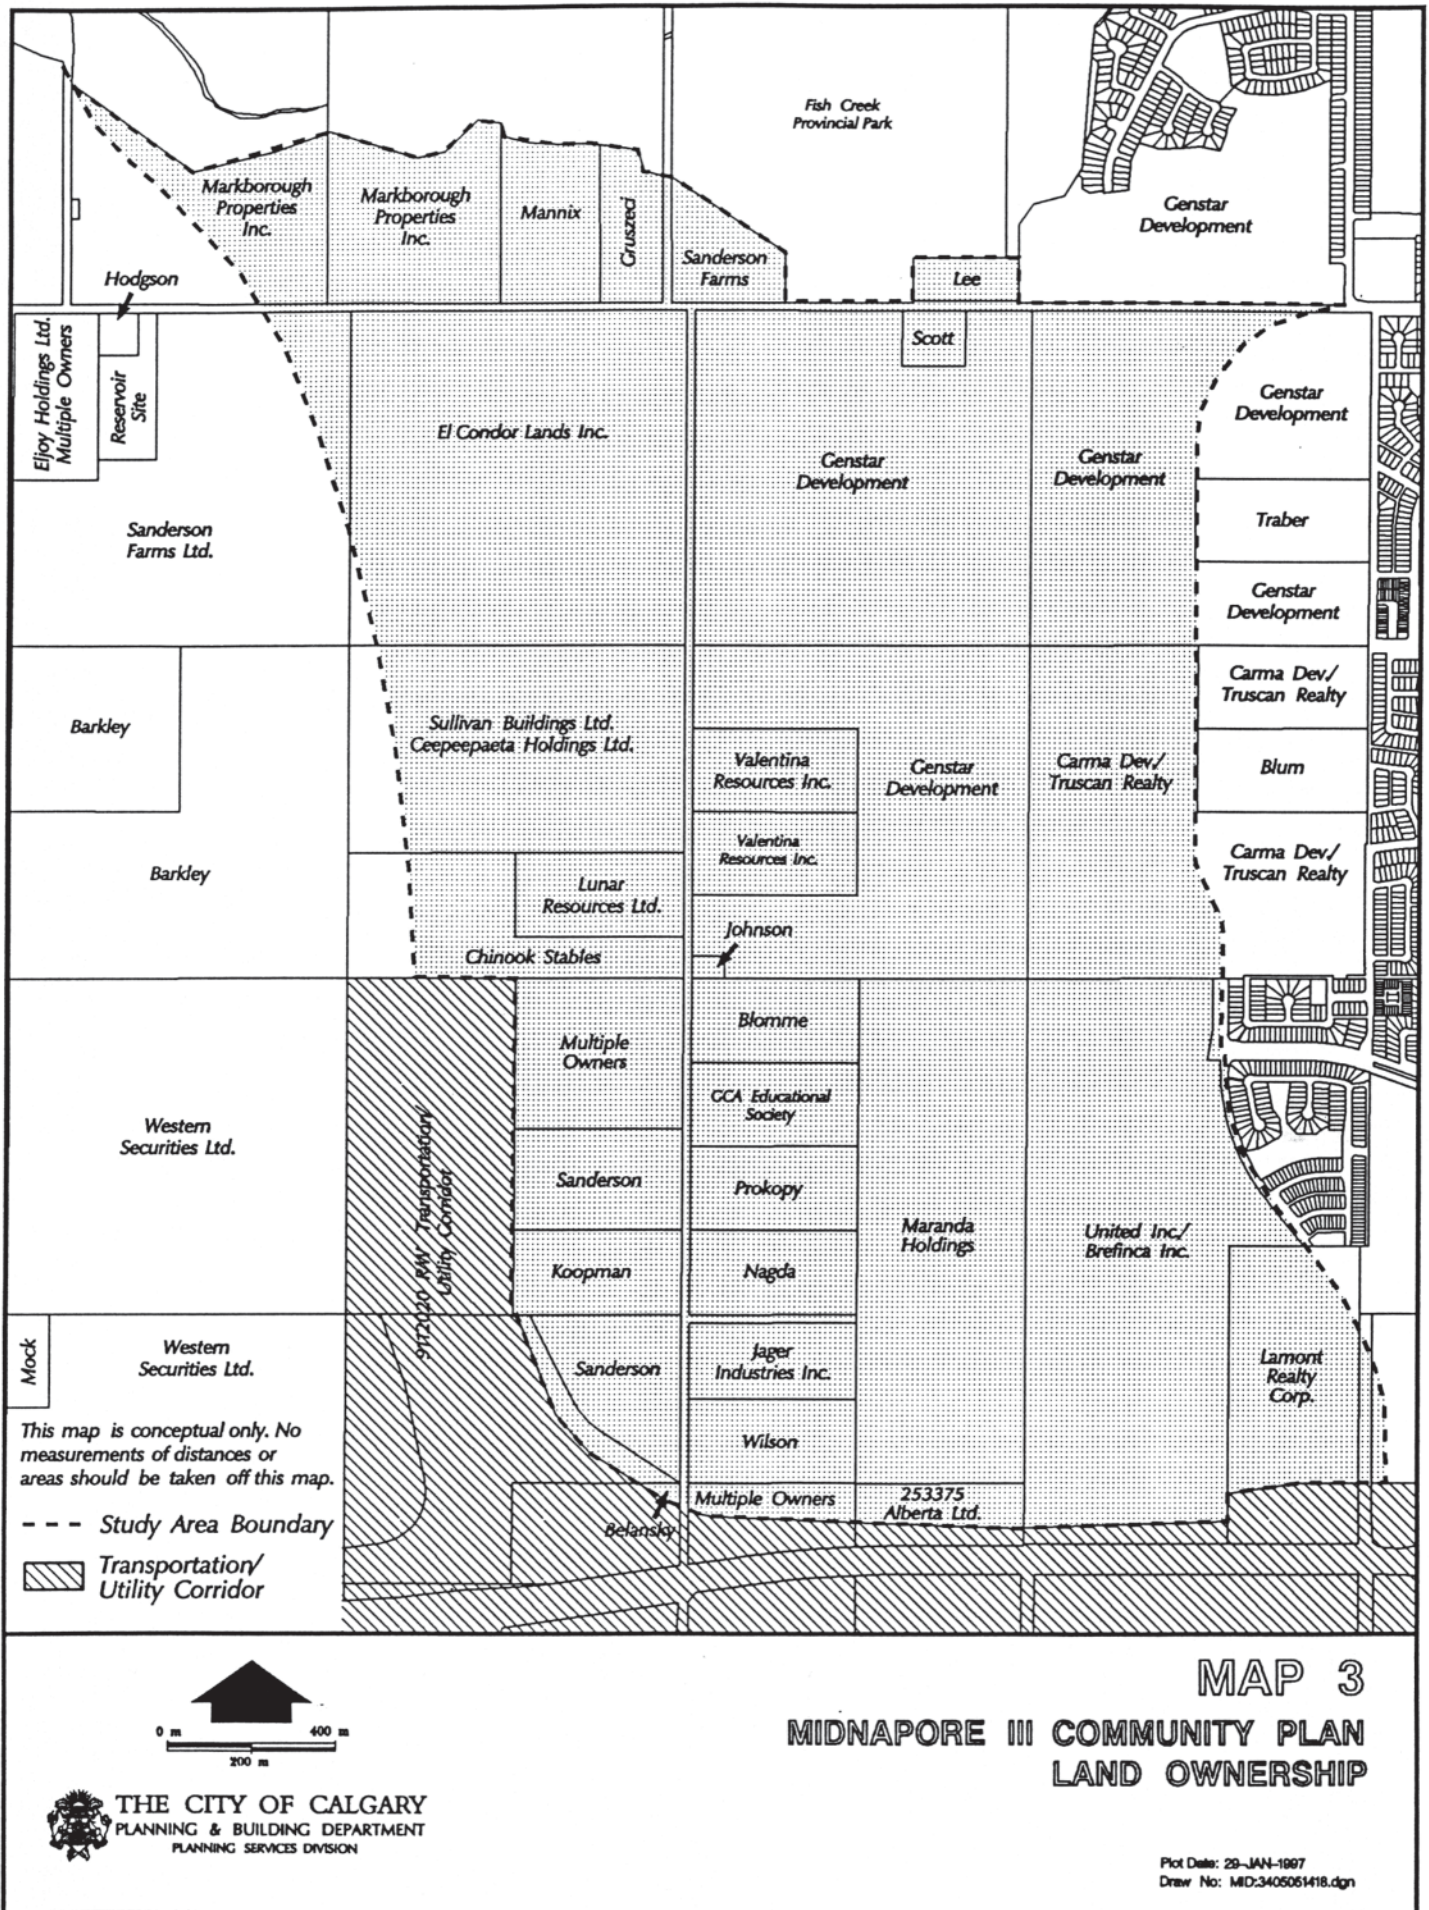 Fish Creek
Provincial Park
Markborough
Properties
Inc.
Markborough
Properties
Inc.
Mannix
Gruszeci
Sanderson
Farms
Lee
Genstar
Development
Hodgson
Eljoy Holdings Ltd.
Multiple Owners
Reservoir
Site
Scott
El Condor Lands Inc.
Genstar
Development
Genstar
Development
Genstar
Development
Traber
Genstar
Development
Sanderson
Farms Ltd.
Barkley
Sullivan Buildings Ltd.
Ceepeepaeta Holdings Ltd.
Valentina
Resources Inc.
Valentina
Resources Inc.
Genstar
Development
Carma Dev./
Truscan Realty
Carma Dev./
Truscan Realty
Blum
Carma Dev./
Truscan Realty
Barkley
Lunar
Resources Ltd.
Chinook Stables
Johnson
Western
Securities Ltd.
9112020 R/W Transportation/
Utility Corridor
Multiple
Owners
Blomme
GCA Educational
Society
Sanderson
Prokopy
Koopman
Nagda
Maranda
Holdings
United Inc./
Brefinca Inc.
Mock
Western
Securities Ltd.
Sanderson
Jager
Industries Inc.
Wilson
Lamont
Realty
Corp.
Multiple Owners
253375
Alberta Ltd.
Belansky
This map is conceptual only. No
measurements of distances or
areas should be taken off this map.
Study Area Boundary
Transportation/
Utility Corridor
0 m
400 m
200 m
THE CITY OF CALGARY
PLANNING & BUILDING DEPARTMENT
PLANNING SERVICES DIVISION
MAP 3
MIDNAPORE III COMMUNITY PLAN
LAND OWNERSHIP
Plot Date: 29-JAN-1997
Draw No: MID:3405051418.dgn